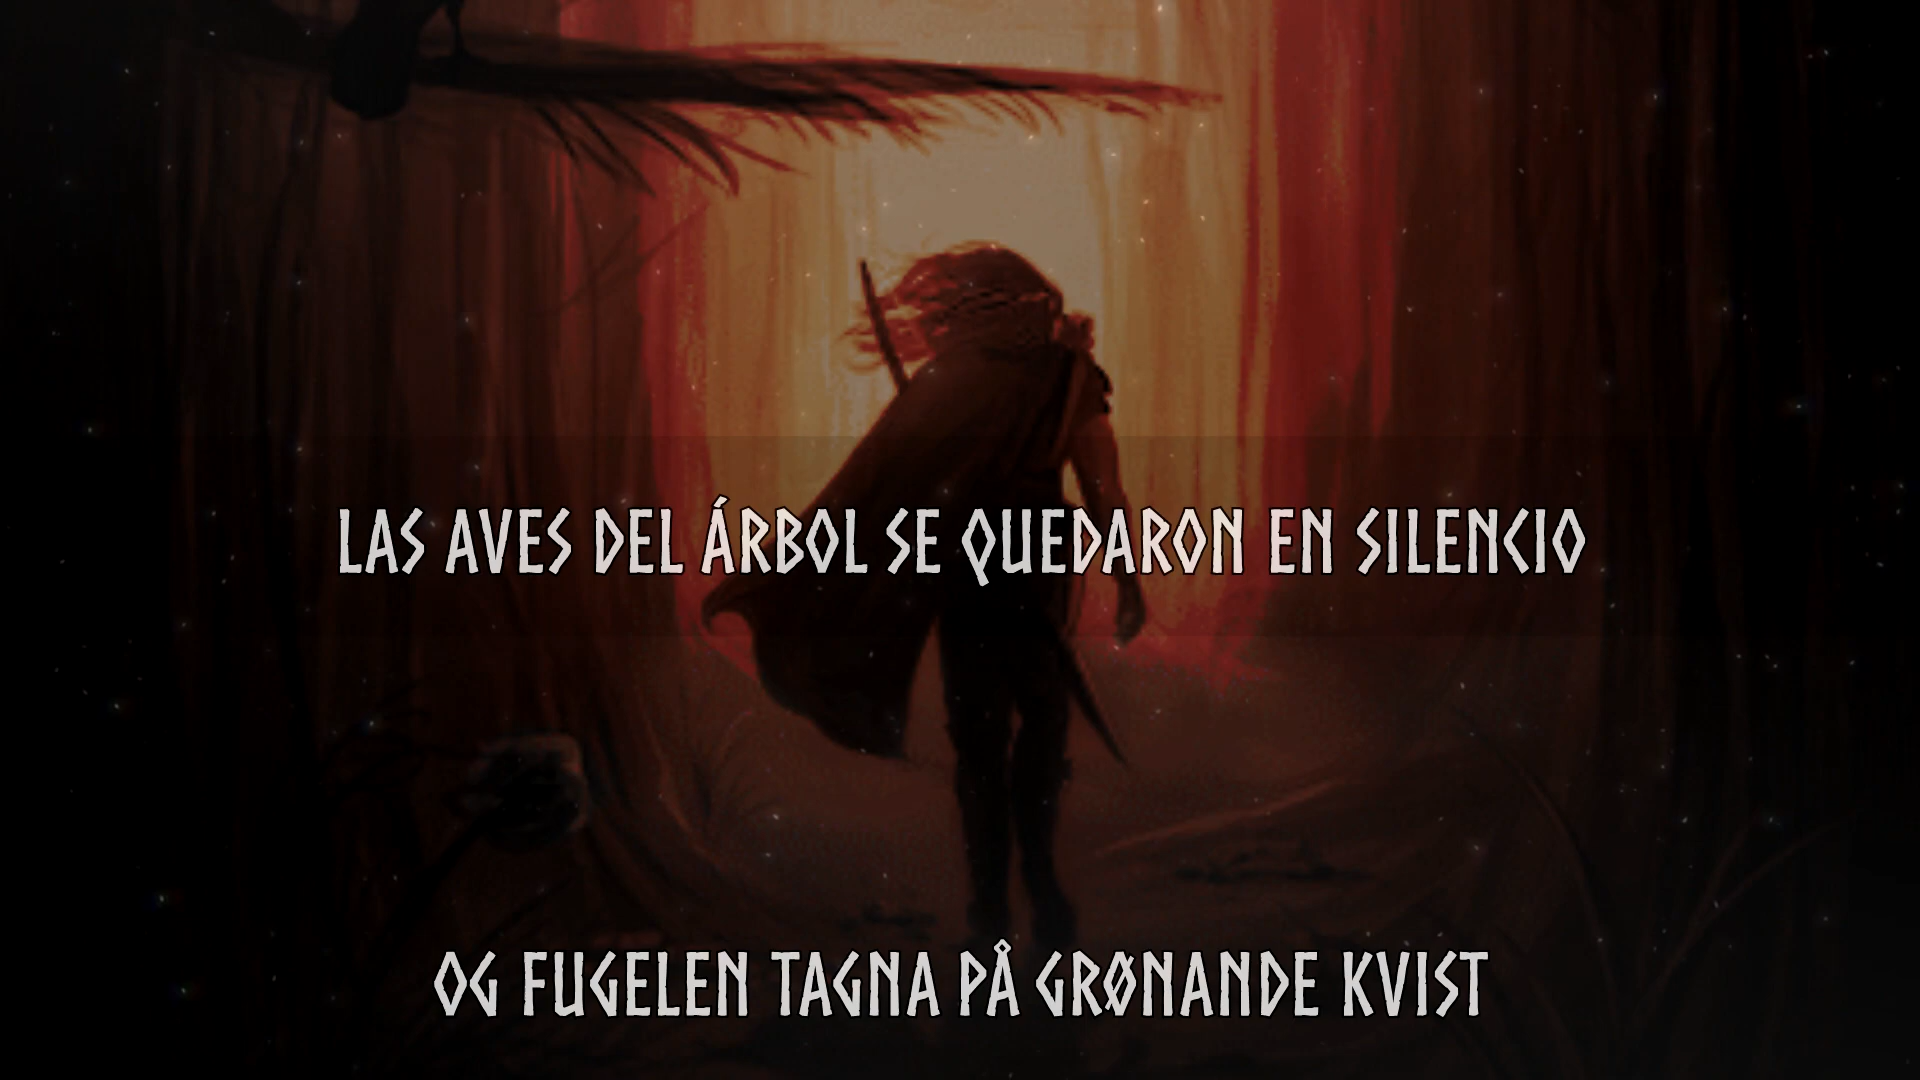 LAS AVES DEL ÁRBOL SE QUEDARON EN SILENCIO
OG FUGELEN TAGNA PÅ GRØNANDE KVIST